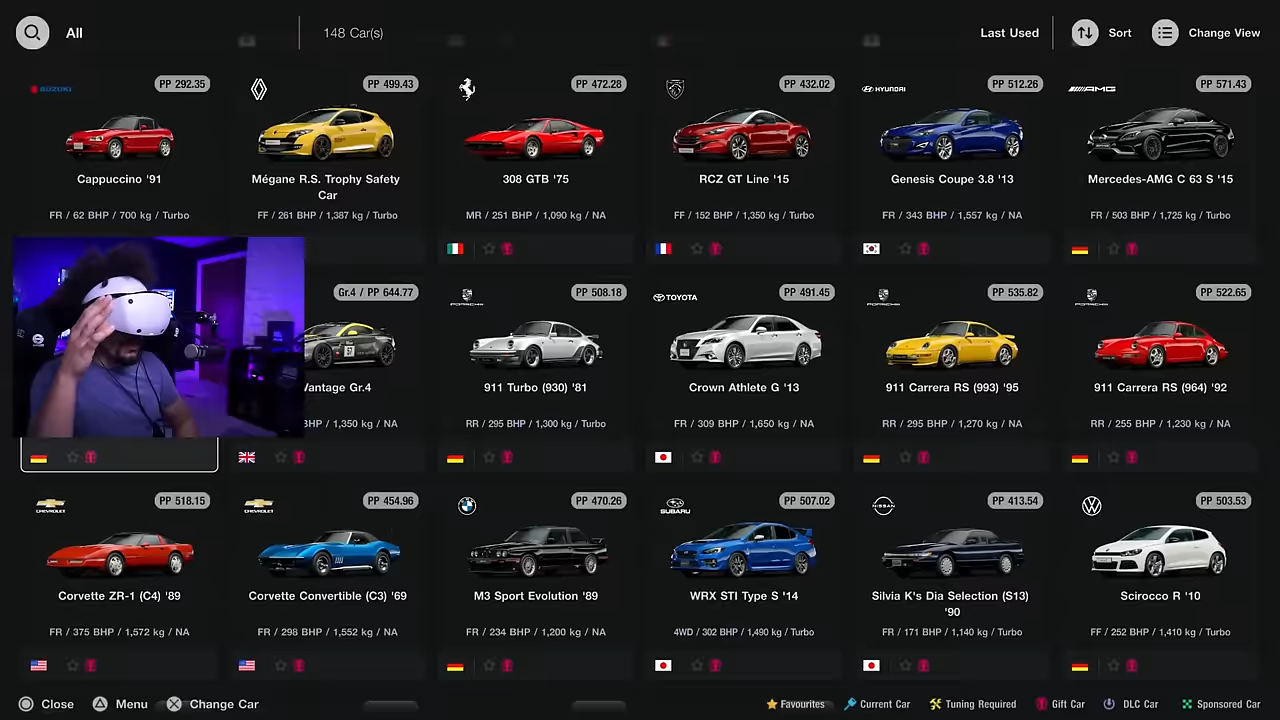 All
148 Car(s)
Last Used
Sort
Change View
SUZUKI
PP 292.35
PP 499.43
PP 472.28
PP 432.02
HYUNDAI
PP 512.26
AMG
PP 571.43
Cappuccino '91
Mégane R.S. Trophy Safety
Car
308 GTB '75
RCZ GT Line '15
Genesis Coupe 3.8 '13
Mercedes-AMG C 63 S '15
FR / 62 BHP / 700 kg / Turbo
FF / 261 BHP / 1,387 kg / Turbo
MR / 251 BHP / 1,090 kg / NA
FF / 152 BHP / 1,350 kg / Turbo
FR / 343 BHP / 1,557 kg / NA
FR / 503 BHP / 1,725 kg / Turbo
Gr.4 / PP 644.77
PORSCHE
PP 508.18
TOYOTA
PP 491.45
PORSCHE
PP 535.82
PORSCHE
PP 522.65
Vantage Gr.4
911 Turbo (930) '81
Crown Athlete G '13
911 Carrera RS (993) '95
911 Carrera RS (964) '92
BHP / 1,350 kg / NA
RR / 295 BHP / 1,300 kg / Turbo
FR / 309 BHP / 1,650 kg / NA
RR / 295 BHP / 1,270 kg / NA
RR / 255 BHP / 1,230 kg / NA
CHEVROLET
PP 518.15
CHEVROLET
PP 454.96
PP 470.26
SUBARU
PP 507.02
NISSAN
PP 413.54
PP 503.53
Corvette ZR-1 (C4) '89
Corvette Convertible (C3) '69
M3 Sport Evolution '89
WRX STI Type S '14
Silvia K's Dia Selection (S13)
'90
Scirocco R '10
FR / 375 BHP / 1,572 kg / NA
FR / 298 BHP / 1,552 kg / NA
FR / 234 BHP / 1,200 kg / NA
4WD / 302 BHP / 1,490 kg / Turbo
FR / 171 BHP / 1,140 kg / Turbo
FF / 252 BHP / 1,410 kg / Turbo
Close
Menu
Change Car
Favourites
Current Car
Tuning Required
Gift Car
DLC Car
Sponsored Car